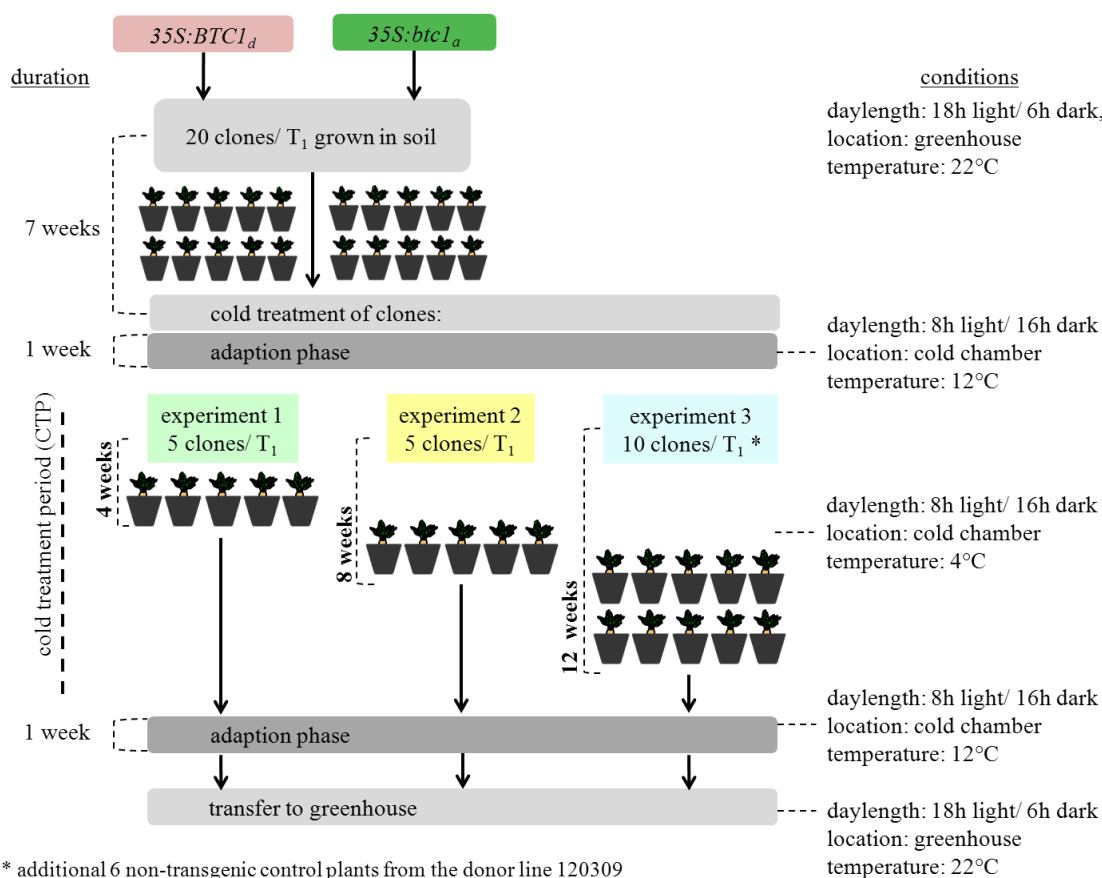 35S:BTC1d
35S:btc1a
duration
conditions
20 clones/ T1 grown in soil
daylength: 18h light/ 6h dark,
location: greenhouse
temperature: 22°C
7 weeks
cold treatment of clones:
1 week
adaption phase
daylength: 8h light/ 16h dark
location: cold chamber
temperature: 12°C
cold treatment period (CTP)
experiment 1
5 clones/ T1
4 weeks
experiment 2
5 clones/ T1
8 weeks
experiment 3
10 clones/ T1 *
12 weeks
daylength: 8h light/ 16h dark
location: cold chamber
temperature: 4°C
1 week
adaption phase
daylength: 8h light/ 16h dark
location: cold chamber
temperature: 12°C
transfer to greenhouse
daylength: 18h light/ 6h dark
location: greenhouse
temperature: 22°C
* additional 6 non-transgenic control plants from the donor line 120309